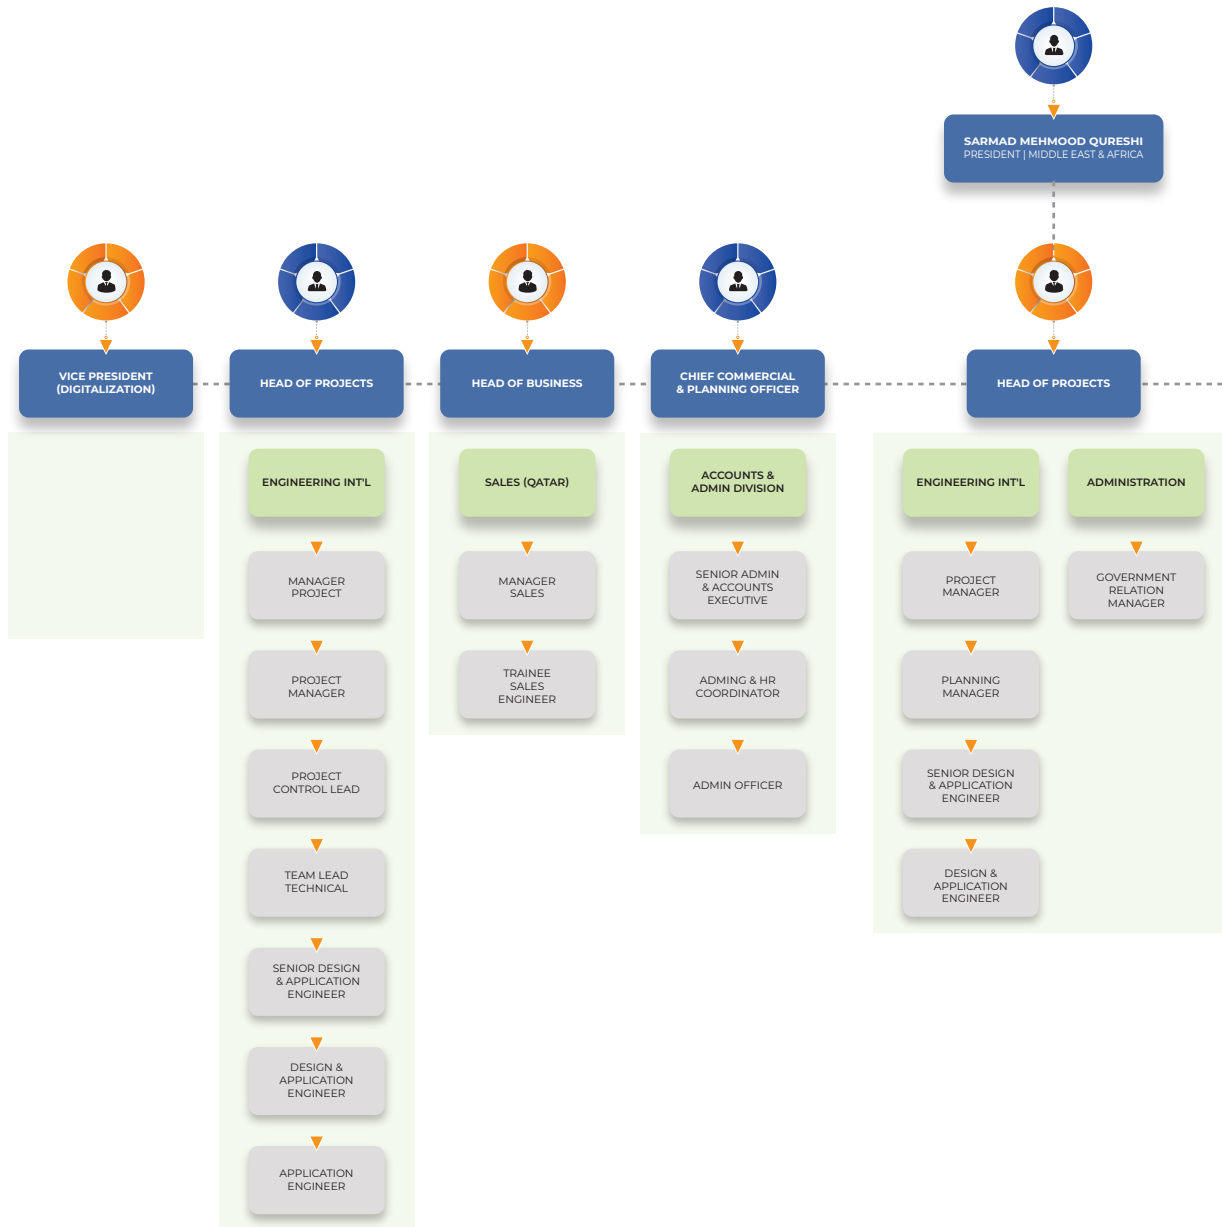 SARMAD MEHMOOD QURESHI
PRESIDENT | MIDDLE EAST & AFRICA
VICE PRESIDENT
(DIGITALIZATION)
HEAD OF PROJECTS
HEAD OF BUSINESS
CHIEF COMMERCIAL
& PLANNING OFFICER
HEAD OF PROJECTS
ENGINEERING INT'L
MANAGER
PROJECT
PROJECT
MANAGER
PROJECT
CONTROL LEAD
TEAM LEAD
TECHNICAL
SENIOR DESIGN
& APPLICATION
ENGINEER
DESIGN &
APPLICATION
ENGINEER
APPLICATION
ENGINEER
SALES (QATAR)
MANAGER
SALES
TRAINEE
SALES
ENGINEER
ACCOUNTS &
ADMIN DIVISION
SENIOR ADMIN
& ACCOUNTS
EXECUTIVE
ADMING & HR
COORDINATOR
ADMIN OFFICER
ENGINEERING INT'L
PROJECT
MANAGER
PLANNING
MANAGER
SENIOR DESIGN
& APPLICATION
ENGINEER
DESIGN &
APPLICATION
ENGINEER
ADMINISTRATION
GOVERNMENT
RELATION
MANAGER